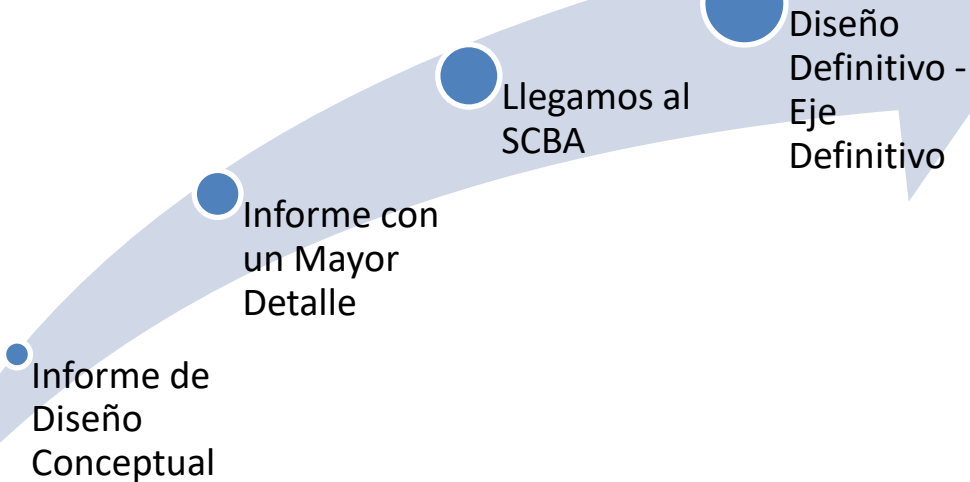 Informe de
Diseño
Conceptual
Informe con
un Mayor
Detalle
Llegamos al
SCBA
Diseño
Definitivo -
Eje
Definitivo